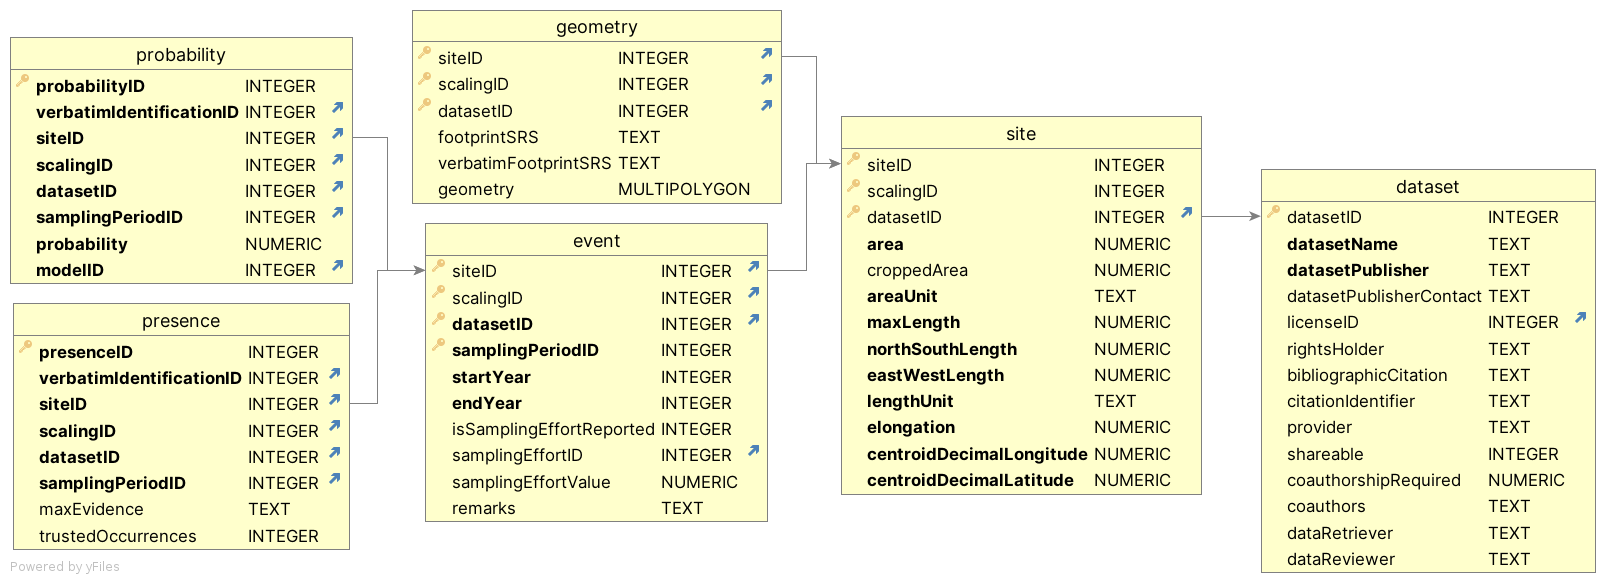 probability
probabilityID INTEGER
verbatimIdentificationID INTEGER
siteID INTEGER
scalingID INTEGER
datasetID INTEGER
samplingPeriodID INTEGER
probability NUMERIC
modelID INTEGER
presence
presenceID INTEGER
verbatimIdentificationID INTEGER
siteID INTEGER
scalingID INTEGER
datasetID INTEGER
samplingPeriodID INTEGER
maxEvidence TEXT
trustedOccurrences INTEGER
geometry
siteID INTEGER
scalingID INTEGER
datasetID INTEGER
footprintSRS TEXT
verbatimFootprintSRS TEXT
geometry MULTIPOLYGON
event
siteID INTEGER
scalingID INTEGER
datasetID INTEGER
samplingPeriodID INTEGER
startYear INTEGER
endYear INTEGER
isSamplingEffortReported INTEGER
samplingEffortID INTEGER
samplingEffortValue NUMERIC
remarks TEXT
site
siteID INTEGER
scalingID INTEGER
datasetID INTEGER
area NUMERIC
croppedArea NUMERIC
areaUnit TEXT
maxLength NUMERIC
northSouthLength NUMERIC
eastWestLength NUMERIC
lengthUnit TEXT
elongation NUMERIC
centroidDecimalLongitude NUMERIC
centroidDecimalLatitude NUMERIC
dataset
datasetID INTEGER
datasetName TEXT
datasetPublisher TEXT
datasetPublisherContact TEXT
licenseID INTEGER
rightsHolder TEXT
bibliographicCitation TEXT
citationIdentifier TEXT
provider TEXT
shareable INTEGER
coauthorshipRequired NUMERIC
coauthors TEXT
dataRetriever TEXT
dataReviewer TEXT
Powered by yFiles